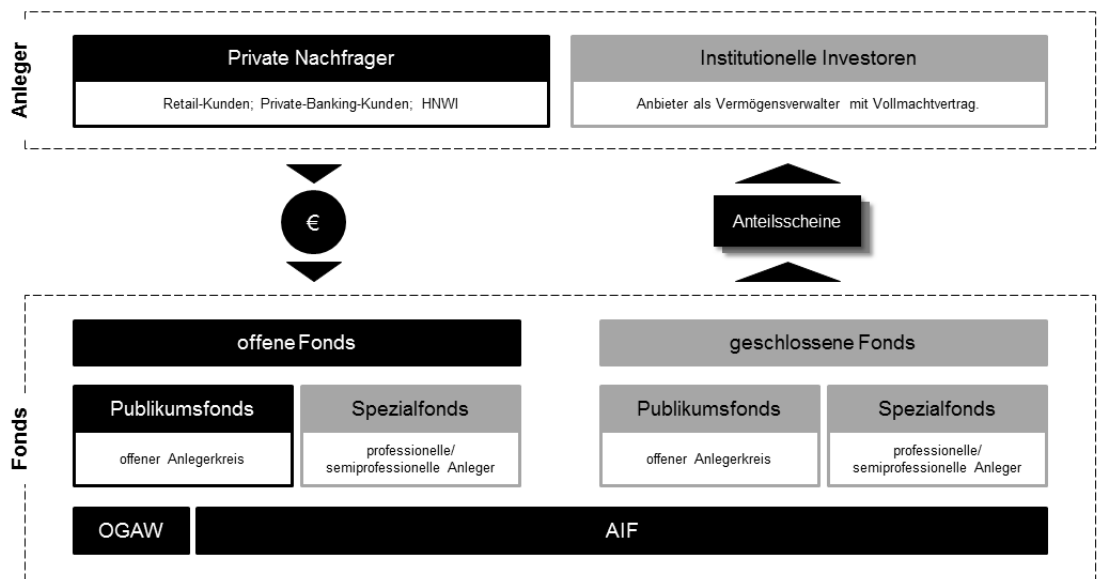 Anleger
Private Nachfrager
Retail-Kunden; Private-Banking-Kunden; HNWI
Institutionelle Investoren
Anbieter als Vermögensverwalter mit Vollmachtvertrag.
€
Anteilsscheine
Fonds
offene Fonds
geschlossene Fonds
Publikumsfonds
offener Anlegerkreis
Spezialfonds
professionelle/
semiprofessionelle Anleger
Publikumsfonds
offener Anlegerkreis
Spezialfonds
professionelle/
semiprofessionelle Anleger
OGAW
AIF